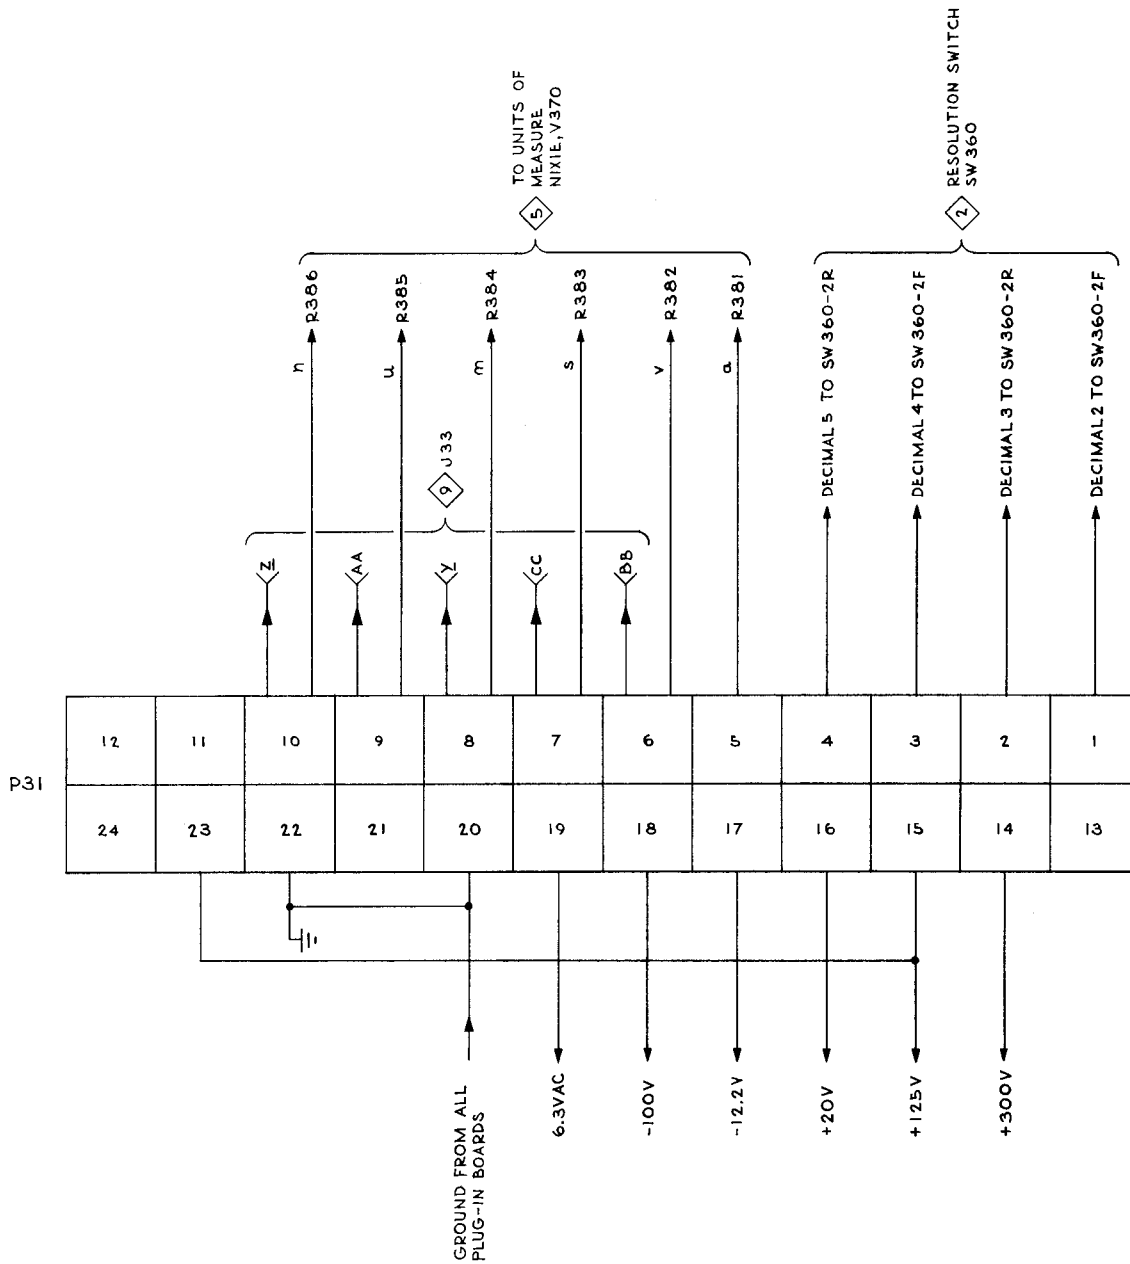 P31
12
11
10
9
8
7
6
5
4
3
2
1
24
23
22
21
20
19
18
17
16
15
14
13
Z
AA
Y
CC
BB
9
J33
n
R386
u
R385
m
R384
s
R383
v
R382
a
R381
5
TO UNITS OF
MEASURE
NIXIE, V370
DECIMAL 5 TO SW 360-2R
DECIMAL 4 TO SW 360-2F
DECIMAL 3 TO SW 360-2R
DECIMAL 2 TO SW 360-2F
2
RESOLUTION SWITCH
SW 360
GROUND FROM ALL
PLUG-IN BOARDS
6.3VAC
-100V
-12.2V
+20V
+125V
+300V